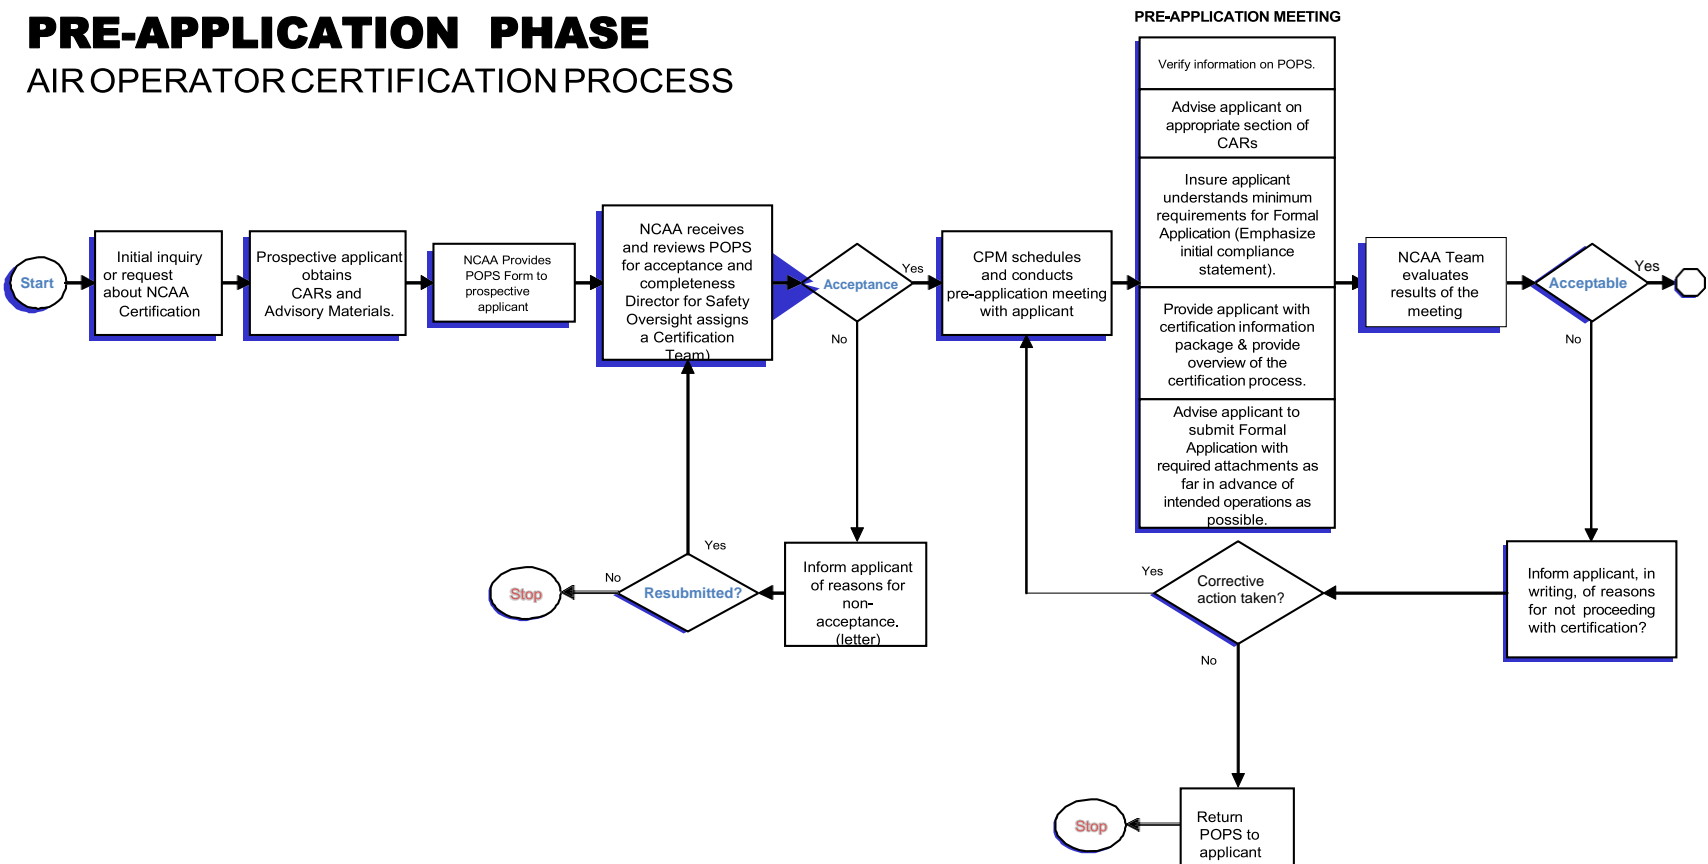 PRE-APPLICATION PHASE
AIR OPERATOR CERTIFICATION PROCESS
PRE-APPLICATION MEETING
Verify information on POPS.
Advise applicant on
appropriate section of
CARs
Insure applicant
understands minimum
requirements for Formal
Application (Emphasize
initial compliance
statement).
Provide applicant with
certification information
package & provide
overview of the
certification process.
Advise applicant to
submit Formal
Application with
required attachments as
far in advance of
intended operations as
possible.
Start
Initial inquiry
or request
about NCAA
Certification
Prospective applicant
obtains
CARs and
Advisory Materials.
NCAA Provides
POPS Form to
prospective
applicant
NCAA receives
and reviews POPS
for acceptance and
completeness
Director for Safety
Oversight assigns
a Certification
Team)
Acceptance
Yes
No
CPM schedules
and conducts
pre-application meeting
with applicant
NCAA Team
evaluates
results of the
meeting
Acceptable
Yes
No
Inform applicant
of reasons for
non-
acceptance.
(letter)
Resubmitted?
Yes
No
Stop
Inform applicant, in
writing, of reasons
for not proceeding
with certification?
Corrective
action taken?
Yes
No
Return
POPS to
applicant
Stop